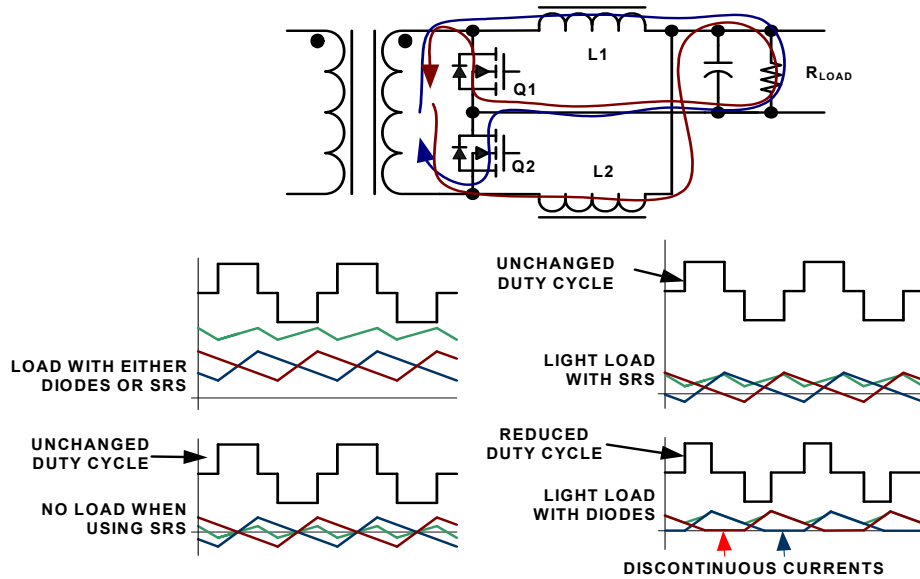 L1
Q1
RLOAD
Q2
L2
UNCHANGED
DUTY CYCLE
LOAD WITH EITHER
DIODES OR SRS
LIGHT LOAD
WITH SRS
UNCHANGED
DUTY CYCLE
NO LOAD WHEN
USING SRS
REDUCED
DUTY CYCLE
LIGHT LOAD
WITH DIODES
DISCONTINUOUS CURRENTS